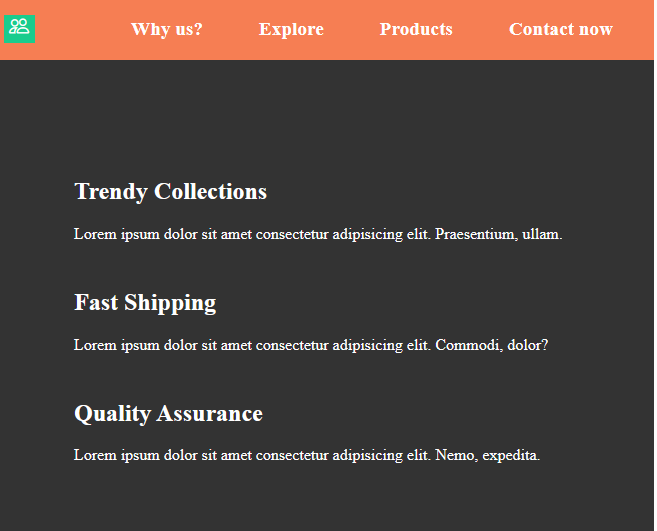 Why us? Explore Products Contact now
Trendy Collections
Lorem ipsum dolor sit amet consectetur adipisicing elit. Praesentium, ullam.
Fast Shipping
Lorem ipsum dolor sit amet consectetur adipisicing elit. Commodi, dolor?
Quality Assurance
Lorem ipsum dolor sit amet consectetur adipisicing elit. Nemo, expedita.